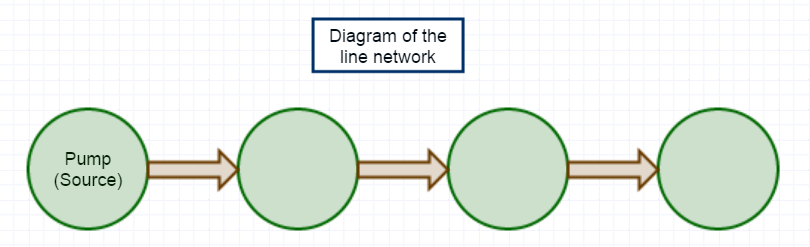 Diagram of the
line network
Pump
(Source)